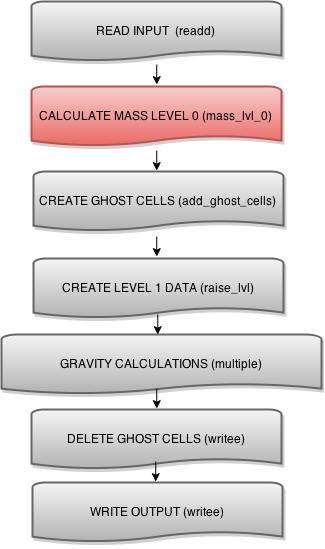 READ INPUT (readd)
CALCULATE MASS LEVEL 0 (mass_lvl_0)
CREATE GHOST CELLS (add_ghost_cells)
CREATE LEVEL 1 DATA (raise_lvl)
GRAVITY CALCULATIONS (multiple)
DELETE GHOST CELLS (writee)
WRITE OUTPUT (writee)